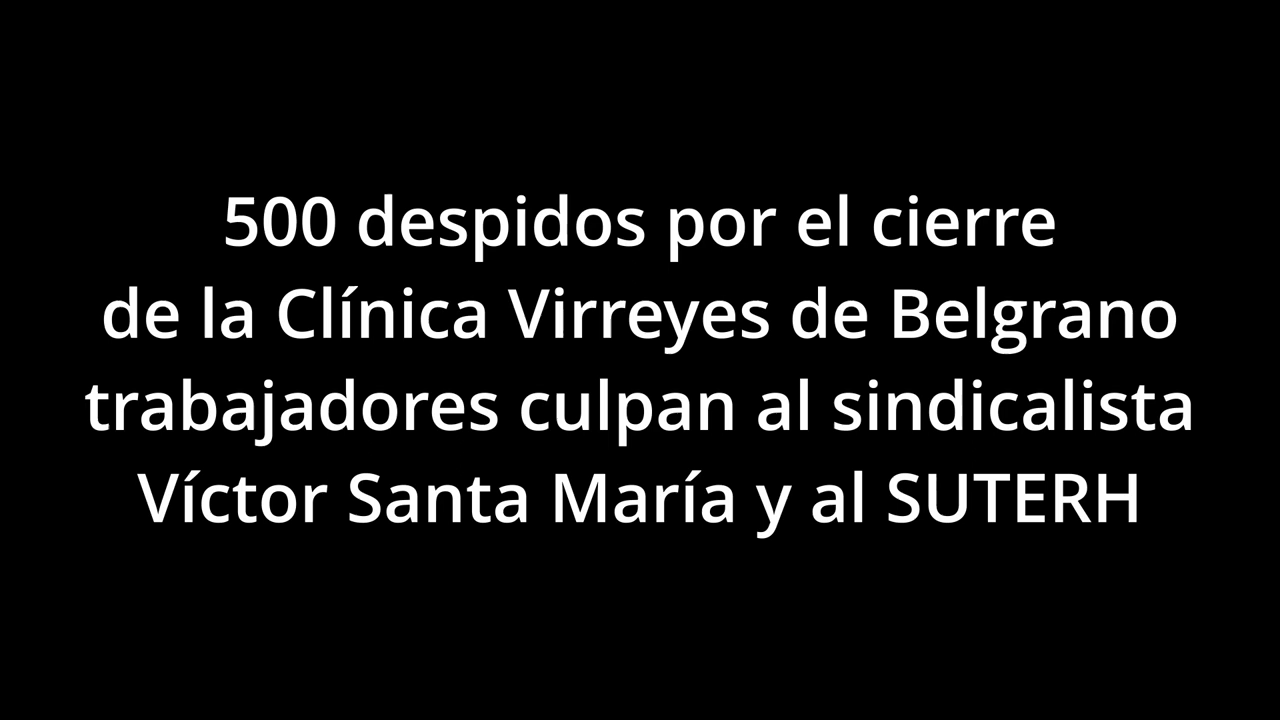 500 despidos por el cierre
de la Clínica Virreyes de Belgrano
trabajadores culpan al sindicalista
Víctor Santa María y al SUTERH